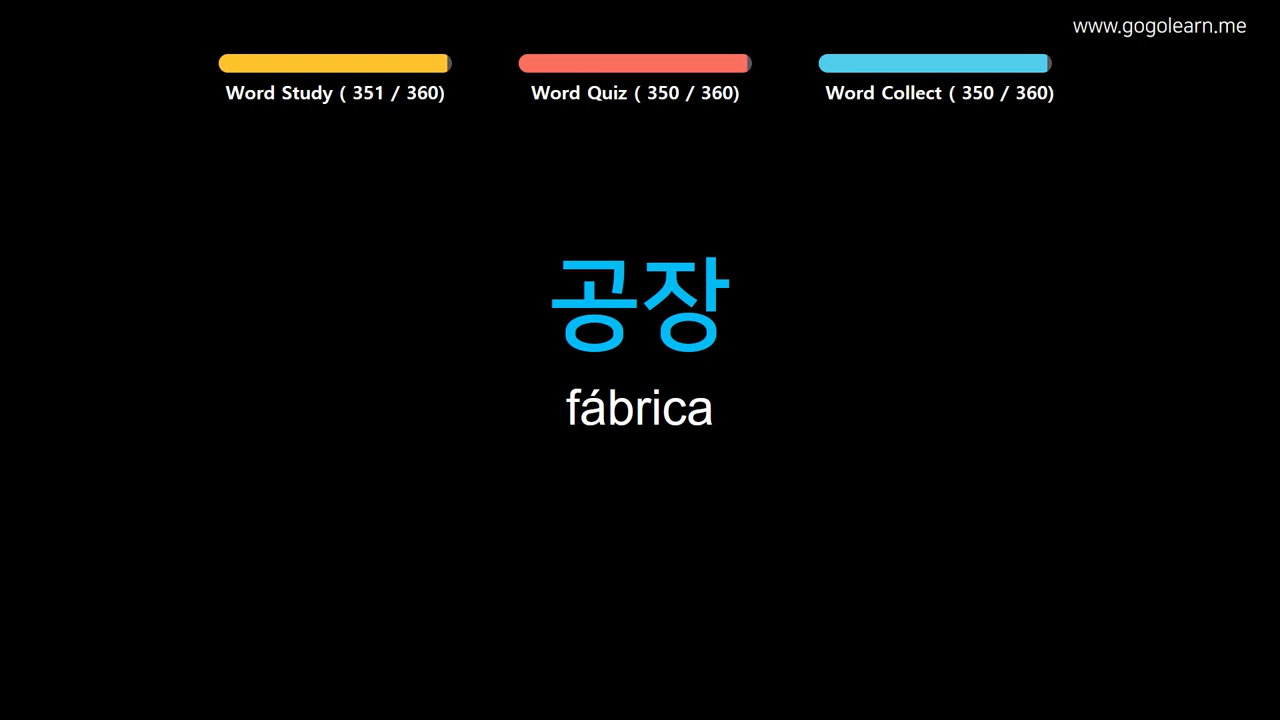 www.gogolearn.me
Word Study ( 351 / 360)
Word Quiz ( 350 / 360)
Word Collect ( 350 / 360)
공장
fábrica